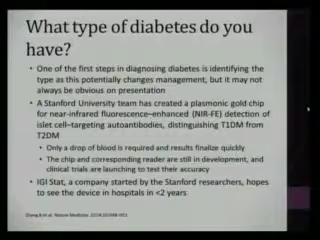 What type of diabetes do you
have?
• One of the first steps in diagnosing diabetes is identifying the
type as this potentially changes management, but it may not
always be obvious on presentation
• A Stanford University team has created a plasmonic gold chip
for near-infrared fluorescence–enhanced (NIR-FE) detection of
islet cell–targeting autoantibodies, distinguishing T1DM from
T2DM
• Only a drop of blood is required and results finalize quickly
• The chip and corresponding reader are still in development, and
clinical trials are launching to test their accuracy
• IGI Stat, a company started by the Stanford researchers, hopes
to see the device in hospitals in <2 years
et al. Nature Medicine